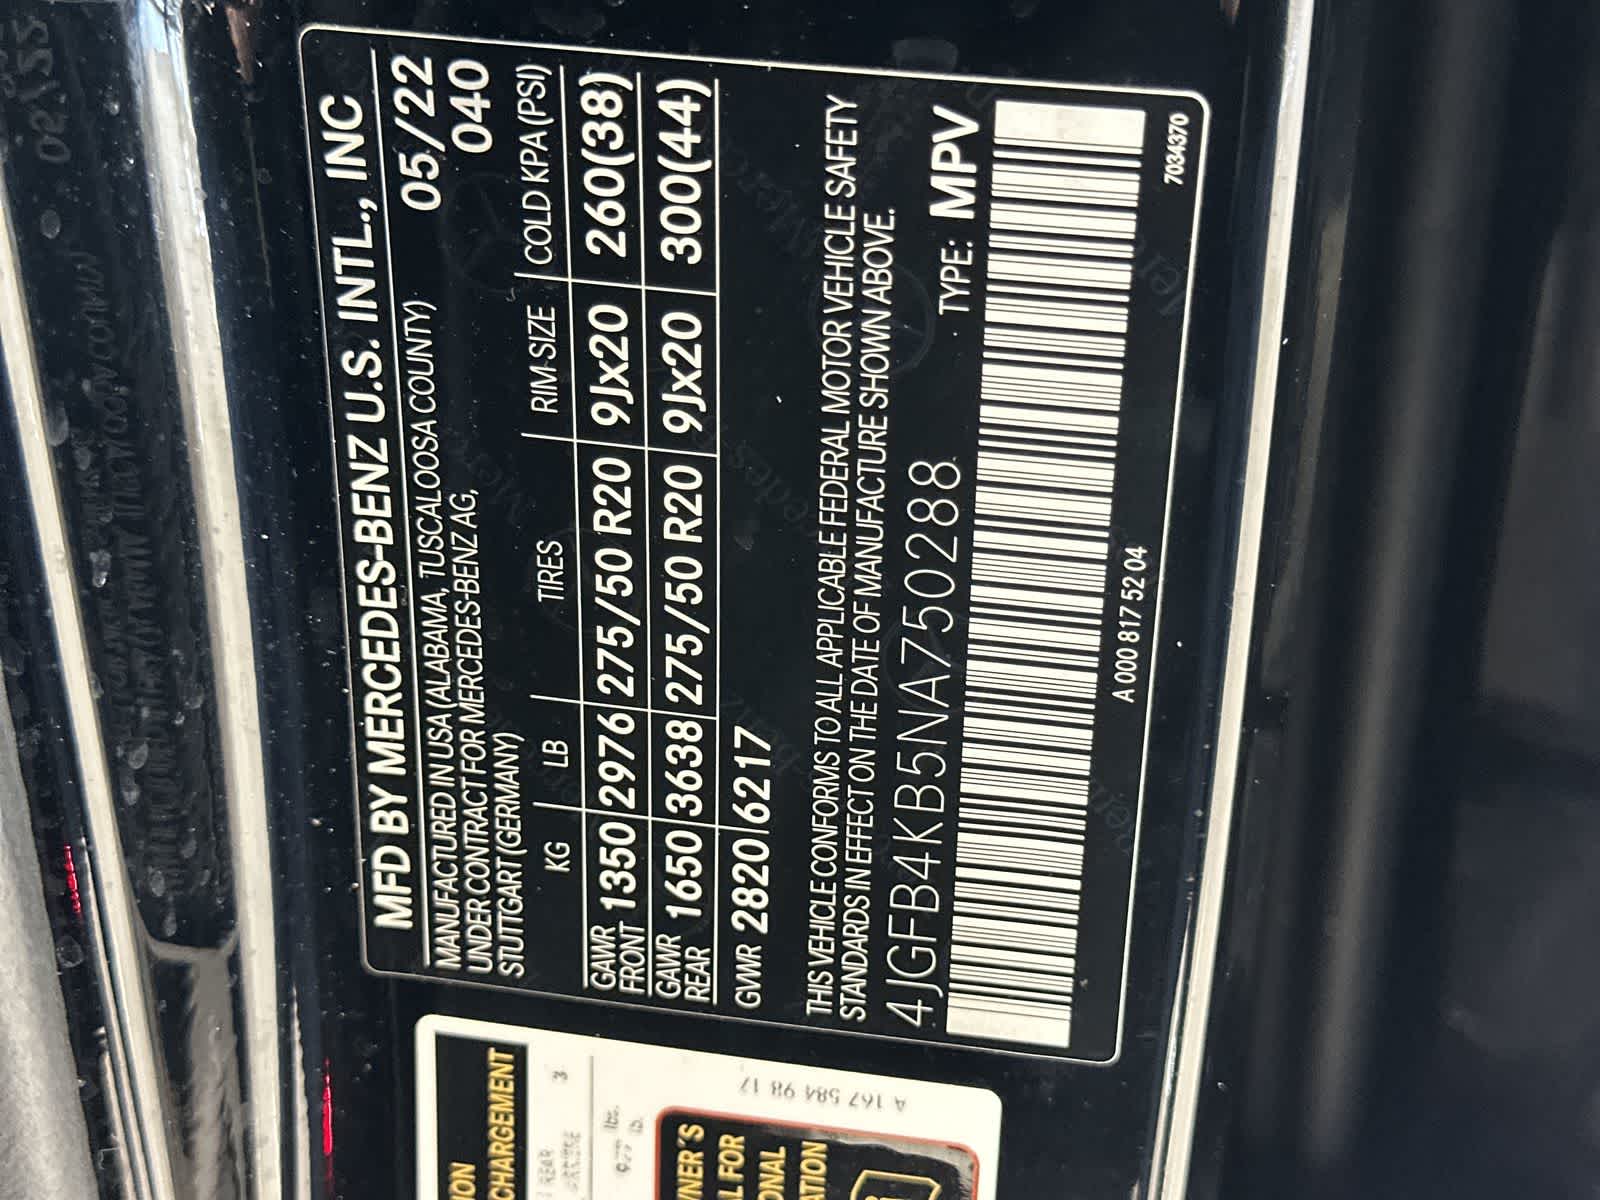 MFD BY MERCEDES-BENZ U.S. INTL., INC
MANUFACTURED IN USA (ALABAMA, TUSCALOOSA COUNTY) 05/22
UNDER CONTRACT FOR MERCEDES-BENZ AG, 040
STUTTGART (GERMANY)
KG LB TIRES RIM-SIZE COLD KPA (PSI)
GAWR FRONT 1350 2976 275/50 R20 9Jx20 260(38)
GAWR REAR 1650 3638 275/50 R20 9Jx20 300(44)
GVWR 2820 6217
THIS VEHICLE CONFORMS TO ALL APPLICABLE FEDERAL MOTOR VEHICLE SAFETY
STANDARDS IN EFFECT ON THE DATE OF MANUFACTURE SHOWN ABOVE.
4JGFB4KB5NA750288 TYPE: MPV
A 000 817 52 04
7034370
CHARGEMENT
REAR 3
lbs.
lb.
A 167 584 98 17